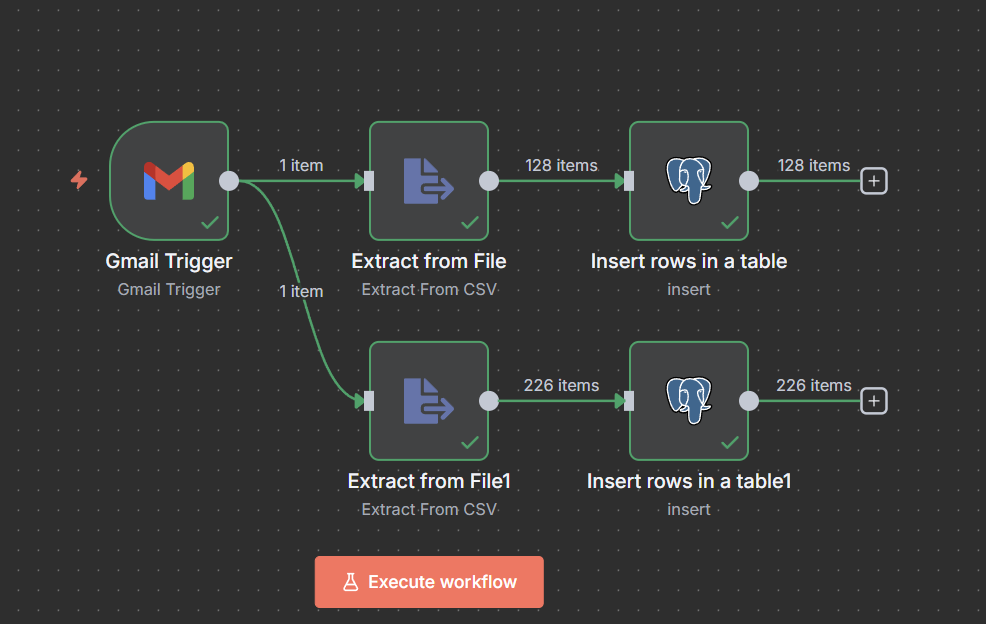 1 item
128 items
128 items
Gmail Trigger
Gmail Trigger
Extract from File
Extract From CSV
Insert rows in a table
insert
1 item
226 items
226 items
Extract from File1
Extract From CSV
Insert rows in a table1
insert
Execute workflow